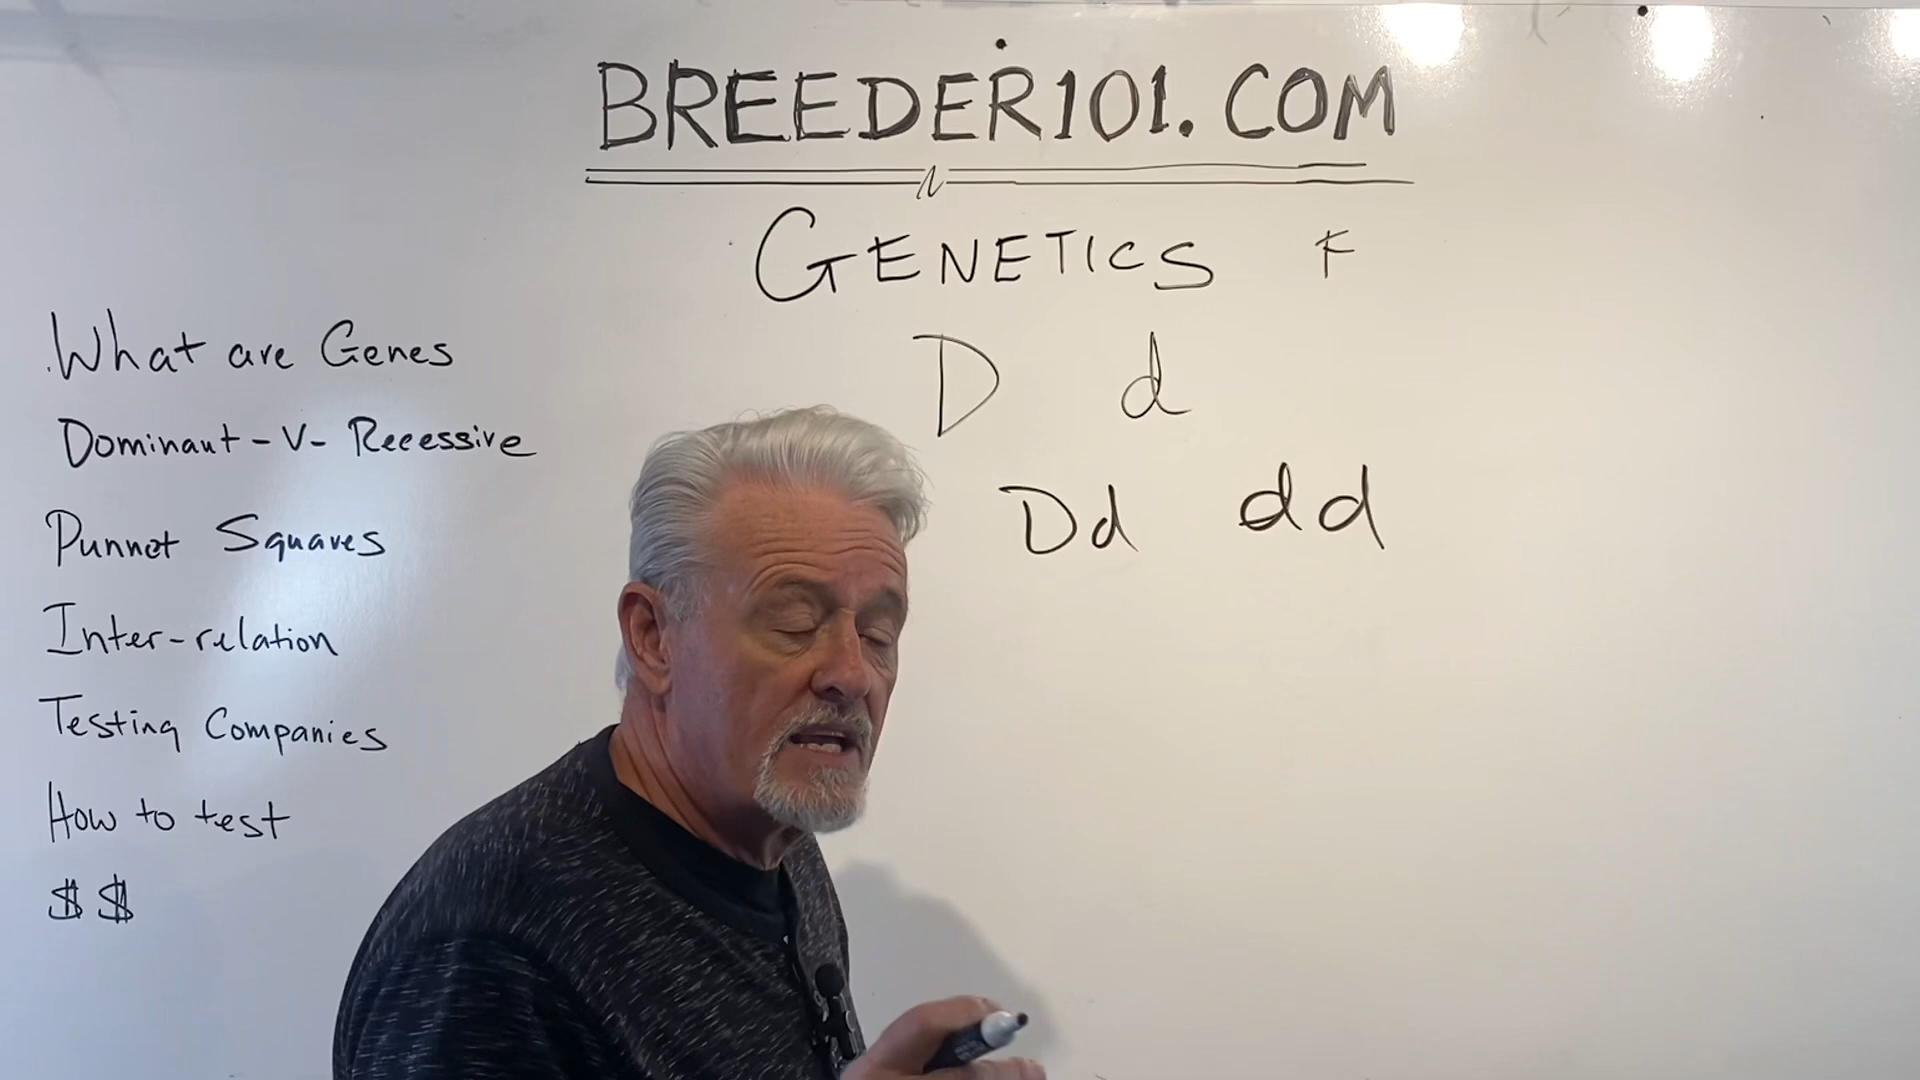 BREEDER101.COM
GENETICS F
D d
Dd dd
What are Genes
Dominant-V-Recessive
Punnet Squares
Inter-relation
Testing Companies
How to test
$$